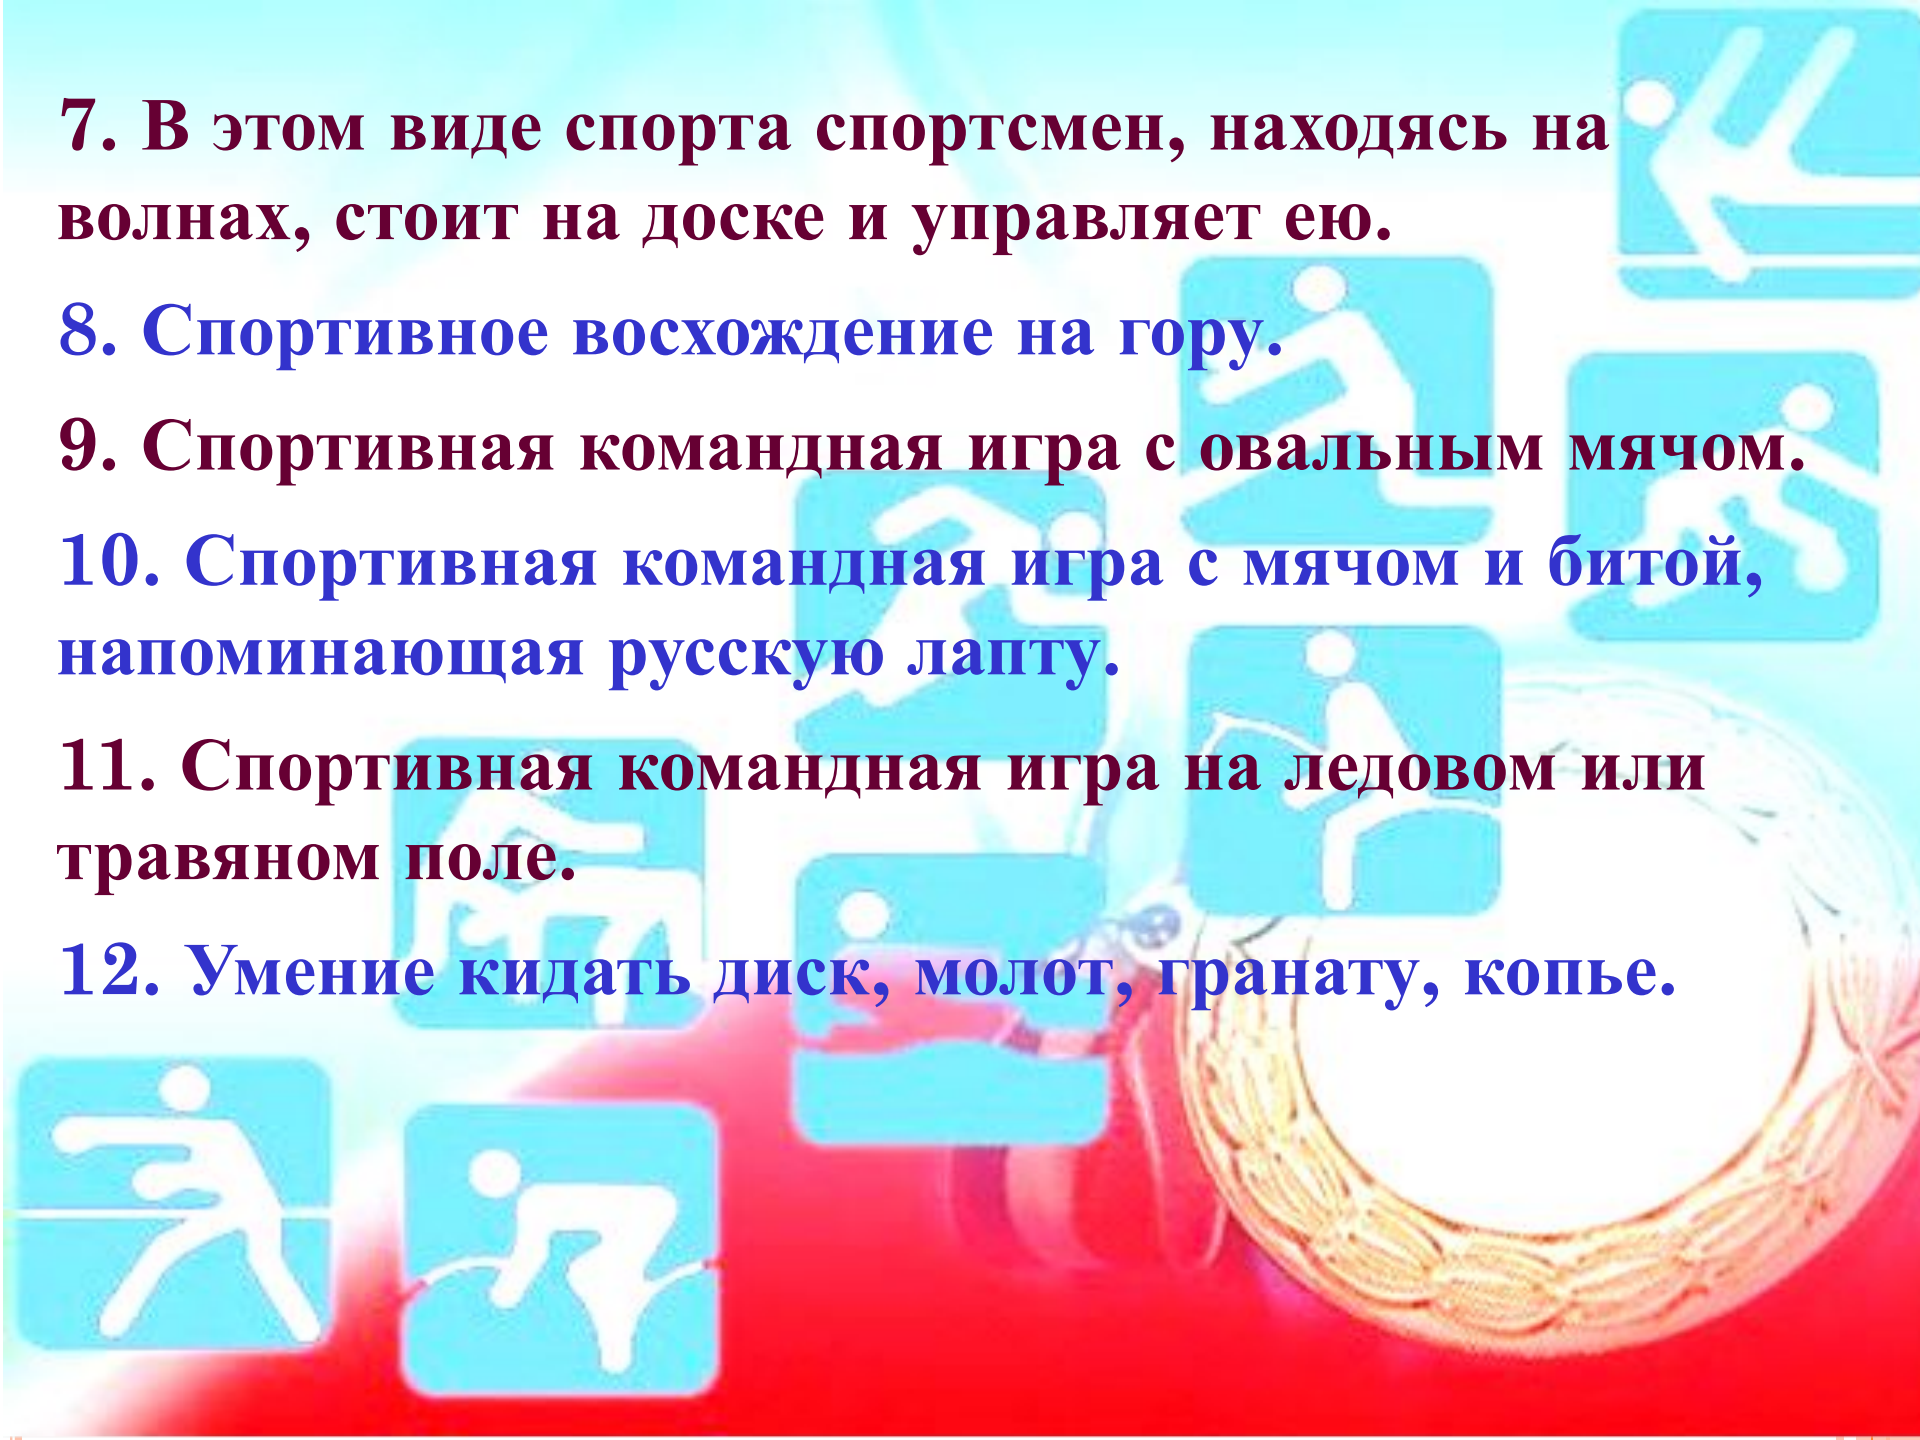 7. В этом виде спорта спортсмен, находясь на
волнах, стоит на доске и управляет ею.
8. Спортивное восхождение на гору.
9. Спортивная командная игра с овальным мячом.
10. Спортивная командная игра с мячом и битой,
напоминающая русскую лапту.
11. Спортивная командная игра на ледовом или
травяном поле.
12. Умение кидать диск, молот, гранату, копье.